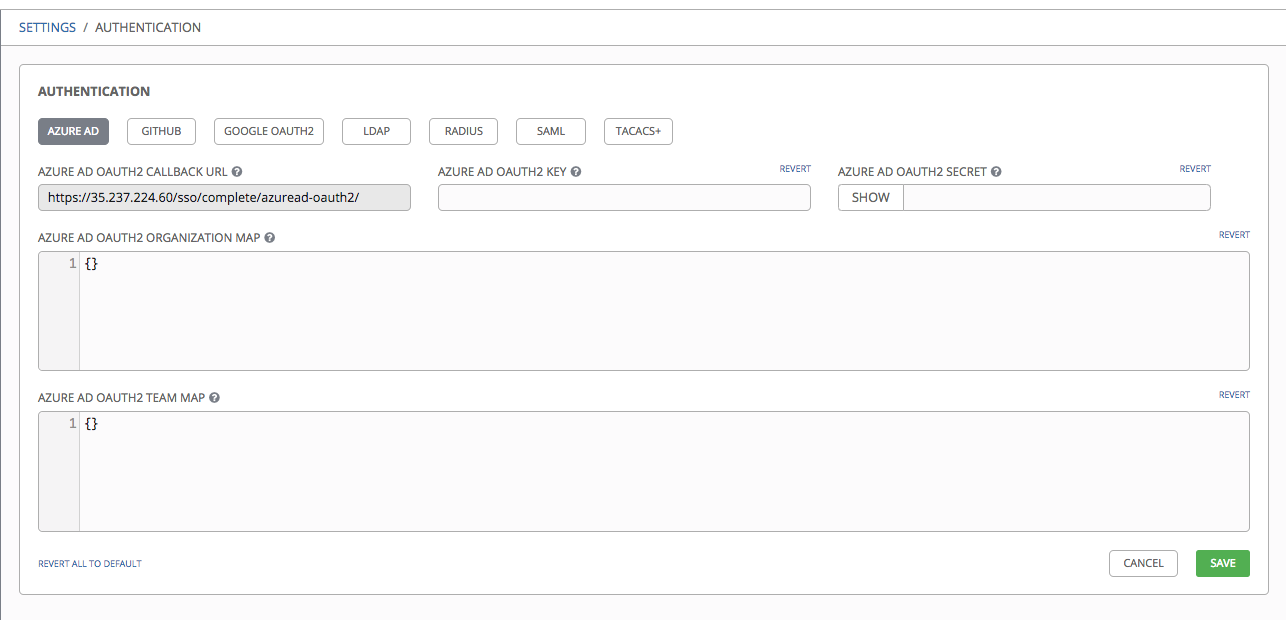 SETTINGS / AUTHENTICATION
AUTHENTICATION
AZURE AD GITHUB GOOGLE OAUTH2 LDAP RADIUS SAML TACACS+
AZURE AD OAUTH2 CALLBACK URL ? AZURE AD OAUTH2 KEY ? REVERT AZURE AD OAUTH2 SECRET ? REVERT
https://35.237.224.60/sso/complete/azuread-oauth2/ SHOW
AZURE AD OAUTH2 ORGANIZATION MAP ? REVERT
1 {}
AZURE AD OAUTH2 TEAM MAP ? REVERT
1 {}
REVERT ALL TO DEFAULT CANCEL SAVE